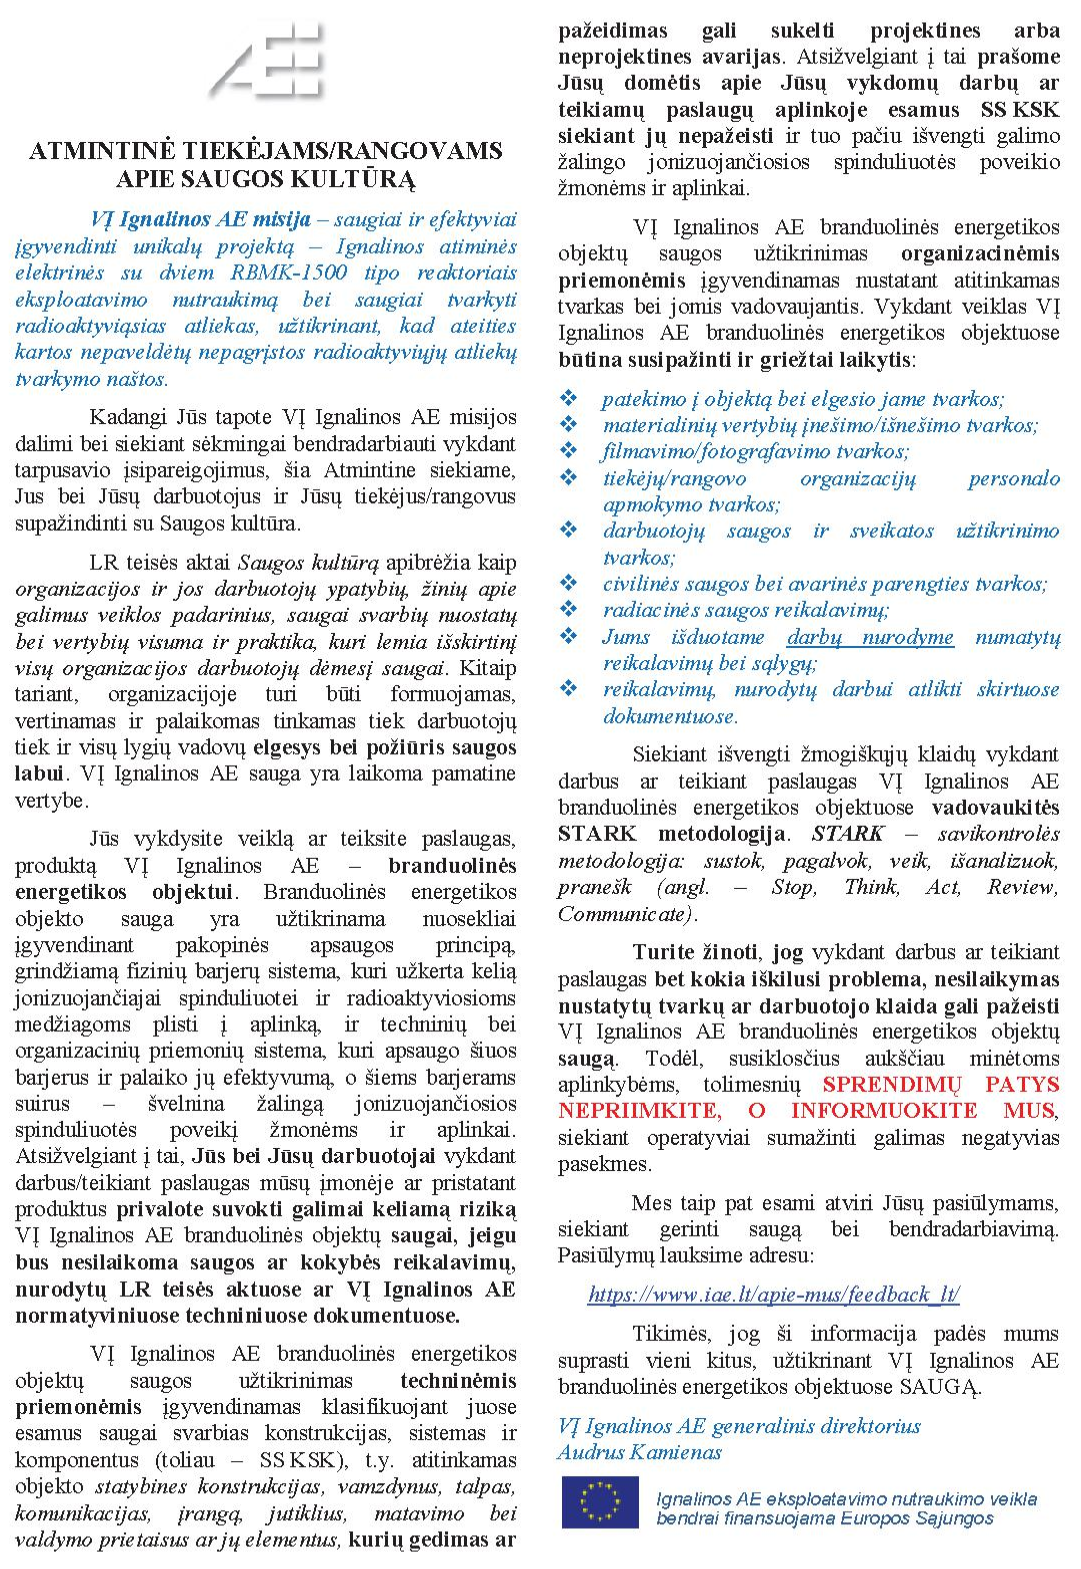 AEI
ATMINTINĖ TIEKĖJAMS/RANGOVAMS
APIE SAUGOS KULTŪRĄ
VĮ Ignalinos AE misija – saugiai ir efektyviai
įgyvendinti unikalų projektą – Ignalinos atiminės
elektrinės su dviem RBMK-1500 tipo reaktoriais
eksploatavimo nutraukimą bei saugiai tvarkyti
radioaktyviąsias atliekas, užtikrinant, kad ateities
kartos nepaveldėtų nepagrįstos radioaktyviųjų atliekų
tvarkymo naštos.
Kadangi Jūs tapote VĮ Ignalinos AE misijos
dalimi bei siekiant sėkmingai bendradarbiauti vykdant
tarpusavio įsipareigojimus, šia Atmintine siekiame,
Jus bei Jūsų darbuotojus ir Jūsų tiekėjus/rangovus
supažindinti su Saugos kultūra.
LR teisės aktai Saugos kultūrą apibrėžia kaip
organizacijos ir jos darbuotojų ypatybių, žinių apie
galimus veiklos padarinius, saugai svarbių nuostatų
bei vertybių visuma ir praktika, kuri lemia išskirtinį
visų organizacijos darbuotojų dėmesį saugai. Kitaip
tariant, organizacijoje turi būti formuojamas,
vertinamas ir palaikomas tinkamas tiek darbuotojų
tiek ir visų lygių vadovų elgesys bei požiūris saugos
labui. VĮ Ignalinos AE sauga yra laikoma pamatine
vertybe.
Jūs vykdysite veiklą ar teiksite paslaugas,
produktą VĮ Ignalinos AE – branduolinės
energetikos objektui. Branduolinės energetikos
objekto sauga yra užtikrinama nuosekliai
įgyvendinant pakopinės apsaugos principą,
grindžiamą fizinių barjerų sistema, kuri užkerta kelią
jonizuojančiajai spinduliuotei ir radioaktyviosioms
medžiagoms plisti į aplinką, ir techninių bei
organizacinių priemonių sistema, kuri apsaugo šiuos
barjerus ir palaiko jų efektyvumą, o šiems barjerams
suirus – švelnina žalingą jonizuojančiosios
spinduliuotės poveikį žmonėms ir aplinkai.
Atsižvelgiant į tai, Jūs bei Jūsų darbuotojai vykdant
darbus/teikiant paslaugas mūsų įmonėje ar pristatant
produktus privalote suvokti galimai keliamą riziką
VĮ Ignalinos AE branduolinės objektų saugai, jeigu
bus nesilaikoma saugos ar kokybės reikalavimų,
nurodytų LR teisės aktuose ar VĮ Ignalinos AE
normatyviniuose techniniuose dokumentuose.
VĮ Ignalinos AE branduolinės energetikos
objektų saugos užtikrinimas techninėmis
priemonėmis įgyvendinamas klasifikuojant juose
esamus saugai svarbias konstrukcijas, sistemas ir
komponentus (toliau – SS KSK), t.y. atitinkamas
objekto statybines konstrukcijas, vamzdynus, talpas,
komunikacijas, įrangą, jutiklius, matavimo bei
valdymo prietaisus ar jų elementus, kurių gedimas ar
pažeidimas gali sukelti projektines arba
neprojektines avarijas. Atsižvelgiant į tai prašome
Jūsų domėtis apie Jūsų vykdomų darbų ar
teikiamų paslaugų aplinkoje esamus SS KSK
siekiant jų nepažeisti ir tuo pačiu išvengti galimo
žalingo jonizuojančiosios spinduliuotės poveikio
žmonėms ir aplinkai.
VĮ Ignalinos AE branduolinės energetikos
objektų saugos užtikrinimas organizacinėmis
priemonėmis įgyvendinamas nustatant atitinkamas
tvarkas bei jomis vadovaujantis. Vykdant veiklas VĮ
Ignalinos AE branduolinės energetikos objektuose
būtina susipažinti ir griežtai laikytis:
❖ patekimo į objektą bei elgesio jame tvarkos;
❖ materialinių vertybių įnešimo/išnešimo tvarkos;
❖ filmavimo/fotografavimo tvarkos;
❖ tiekėjų/rangovo organizacijų personalo
apmokymo tvarkos;
❖ darbuotojų saugos ir sveikatos užtikrinimo
tvarkos;
❖ civilinės saugos bei avarinės parengties tvarkos;
❖ radiacinės saugos reikalavimų;
❖ Jums išduotame darbų nurodyme numatytų
reikalavimų bei sąlygų;
❖ reikalavimų, nurodytų darbui atlikti skirtuose
dokumentuose.
Siekiant išvengti žmogiškųjų klaidų vykdant
darbus ar teikiant paslaugas VĮ Ignalinos AE
branduolinės energetikos objektuose vadovaukitės
STARK metodologija. STARK – savikontrolės
metodologija: sustok, pagalvok, veik, išanalizuok,
pranešk (angl. – Stop, Think, Act, Review,
Communicate).
Turite žinoti, jog vykdant darbus ar teikiant
paslaugas bet kokia iškilusi problema, nesilaikymas
nustatytų tvarkų ar darbuotojo klaida gali pažeisti
VĮ Ignalinos AE branduolinės energetikos objektų
saugą. Todėl, susiklosčius aukščiau minėtoms
aplinkybėms, tolimesnių SPRENDIMŲ PATYS
NEPRIIMKITE, O INFORMUOKITE MUS,
siekiant operatyviai sumažinti galimas negatyvias
pasekmes.
Mes taip pat esami atviri Jūsų pasiūlymams,
siekiant gerinti saugą bei bendradarbiavimą.
Pasiūlymų lauksime adresu:
https://www.iae.lt/apie-mus/feedback_lt/
Tikimės, jog ši informacija padės mums
suprasti vieni kitus, užtikrinant VĮ Ignalinos AE
branduolinės energetikos objektuose SAUGĄ.
VĮ Ignalinos AE generalinis direktorius
Audrus Kamienas
Ignalinos AE eksploatavimo nutraukimo veikla
bendrai finansuojama Europos Sąjungos